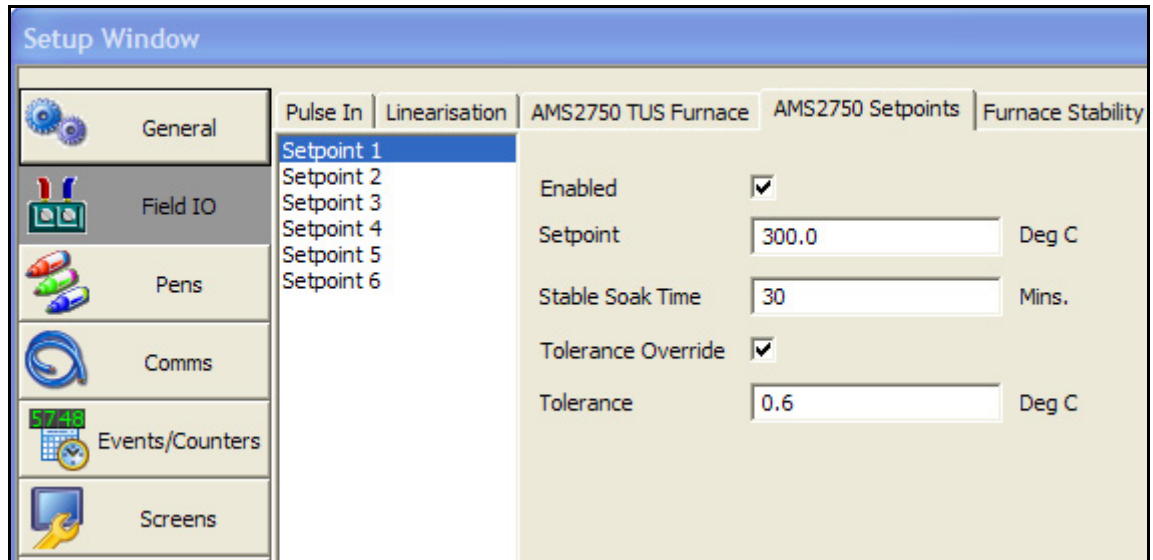 Setup Window
General
Field IO
Pens
Comms
5748
Events/Counters
Screens
Pulse In Linearisation AMS2750 TUS Furnace AMS2750 Setpoints Furnace Stability
Setpoint 1
Setpoint 2
Setpoint 3
Setpoint 4
Setpoint 5
Setpoint 6
Enabled
Setpoint 300.0 Deg C
Stable Soak Time 30 Mins.
Tolerance Override
Tolerance 0.6 Deg C